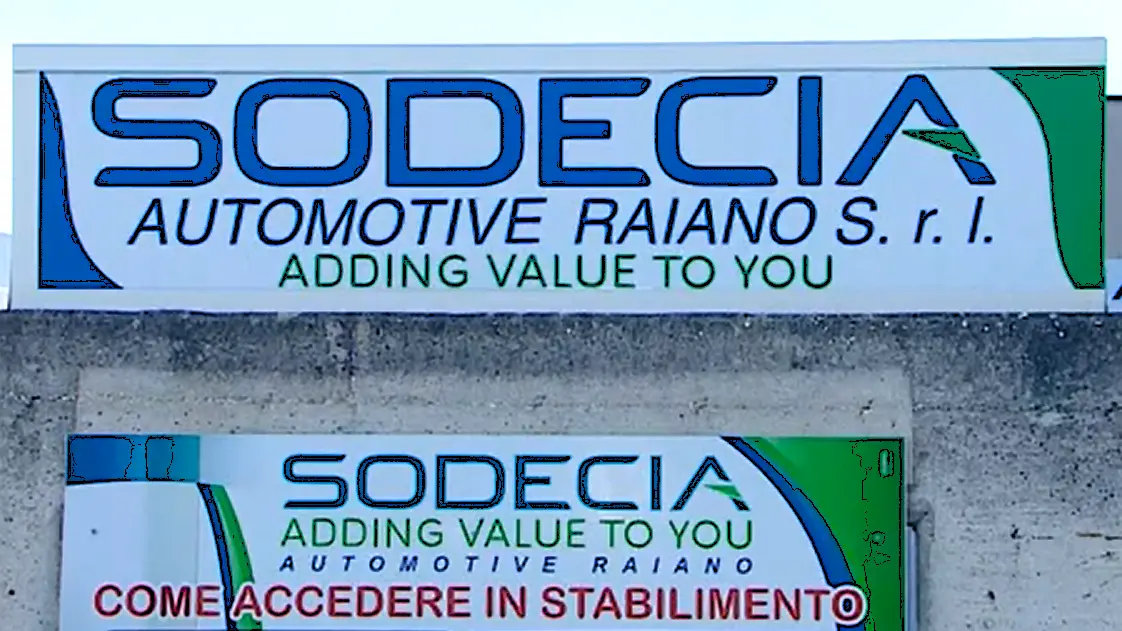 SODECIA
AUTOMOTIVE RAIANO S. r. l.
ADDING VALUE TO YOU
SODECIA
ADDING VALUE TO YOU
AUTOMOTIVE RAIANO
COME ACCEDERE IN STABILIMENTO